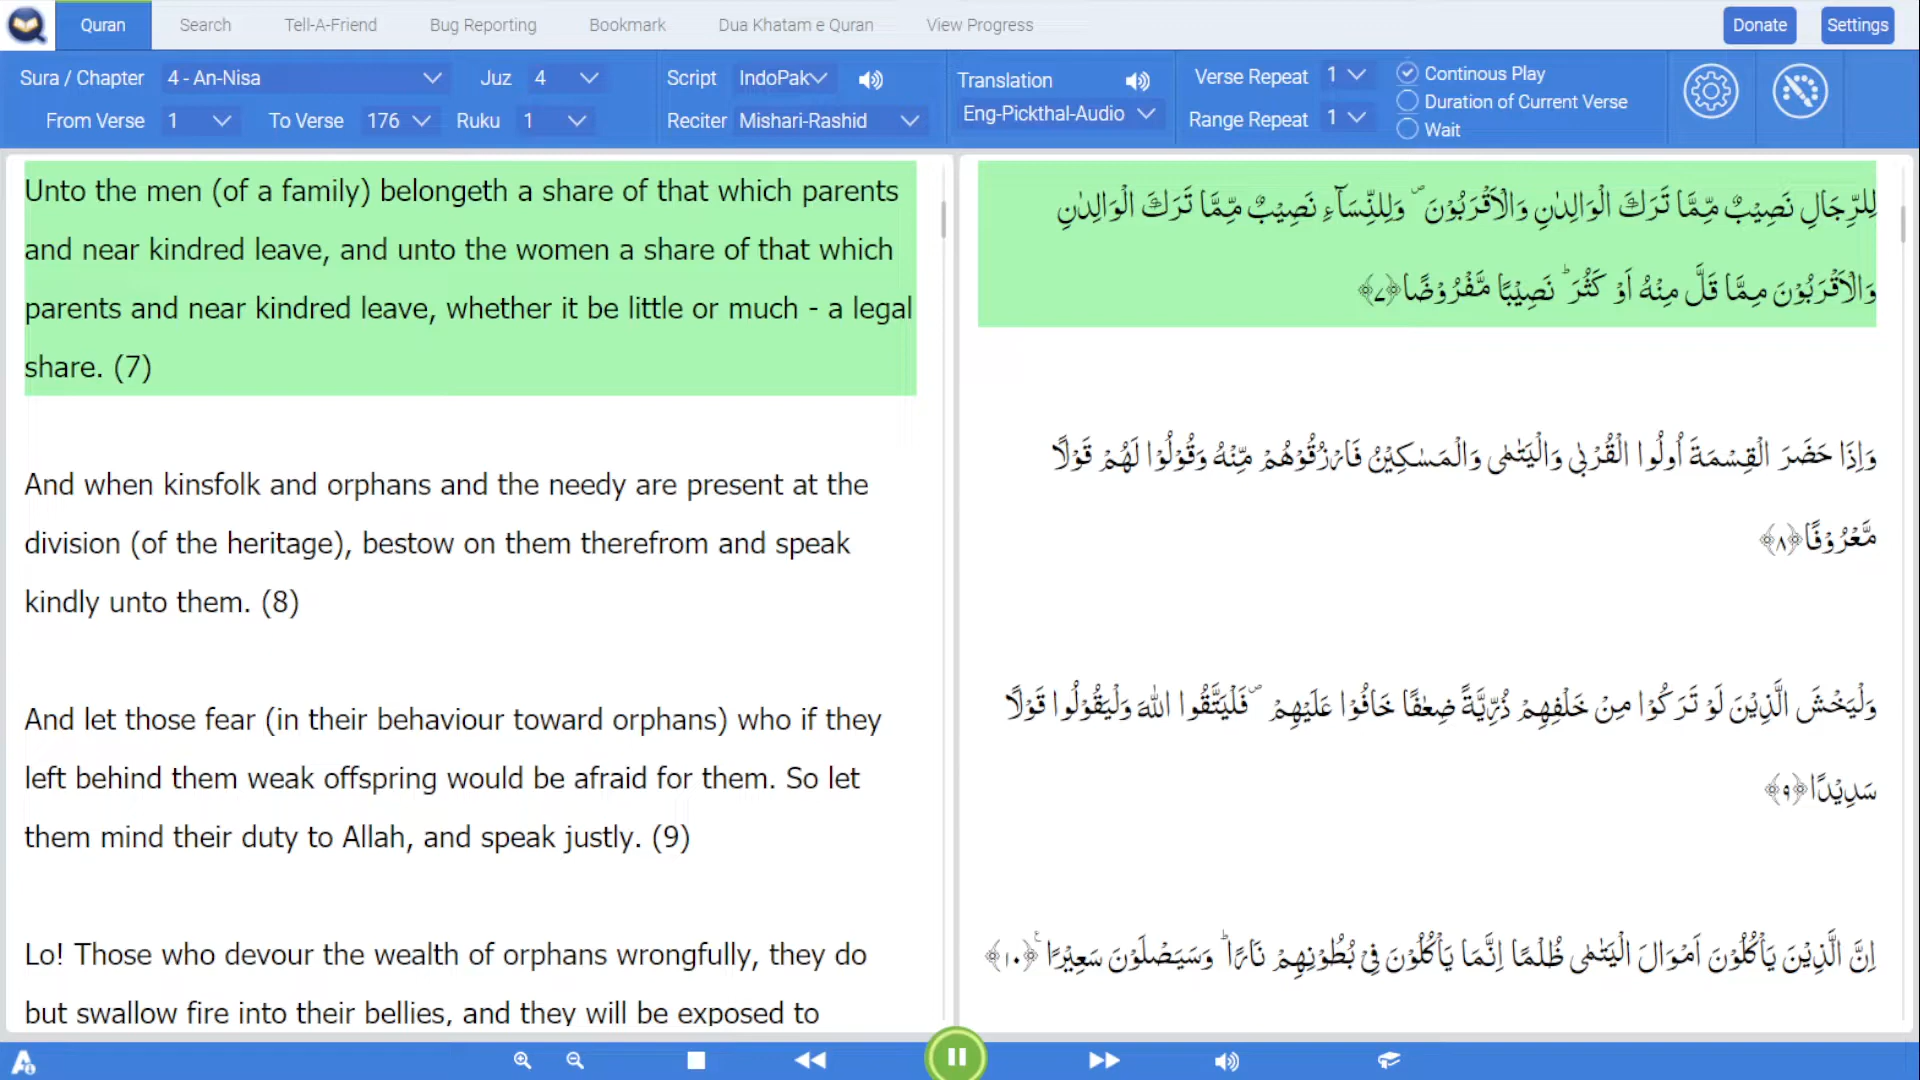 Quran
Search
Tell-A-Friend
Bug Reporting
Bookmark
Dua Khatam e Quran
View Progress
Donate
Settings
Sura / Chapter 4 - An-Nisa
Juz 4
Script IndoPak
Translation
Verse Repeat 1
Continous Play
Duration of Current Verse
Wait
From Verse 1
To Verse 176
Ruku 1
Reciter Mishari-Rashid
Eng-Pickthal-Audio
Range Repeat 1
Unto the men (of a family) belongeth a share of that which parents
and near kindred leave, and unto the women a share of that which
parents and near kindred leave, whether it be little or much - a legal
share. (7)
And when kinsfolk and orphans and the needy are present at the
division (of the heritage), bestow on them therefrom and speak
kindly unto them. (8)
And let those fear (in their behaviour toward orphans) who if they
left behind them weak offspring would be afraid for them. So let
them mind their duty to Allah, and speak justly. (9)
Lo! Those who devour the wealth of orphans wrongfully, they do
but swallow fire into their bellies, and they will be exposed to
لِلرِّجَالِ نَصِيْبٌ مِّمَّا تَرَكَ الْوَالِدٰنِ وَالْاَقْرَبُوْنَ ۖ وَلِلنِّسَآءِ نَصِيْبٌ مِّمَّا تَرَكَ الْوَالِدٰنِ
وَالْاَقْرَبُوْنَ مِمَّا قَلَّ مِنْهُ اَوْ كَثُرَ ؕ نَصِيْبًا مَّفْرُوْضًا ﴿۷﴾
وَاِذَا حَضَرَ الْقِسْمَةَ اُولُوا الْقُرْبٰى وَالْيَتٰمٰى وَالْمَسٰكِيْنُ فَارْزُقُوْهُمْ مِّنْهُ وَقُوْلُوْا لَهُمْ قَوْلًا
مَّعْرُوْفًا ﴿۸﴾
وَلْيَخْشَ الَّذِيْنَ لَوْ تَرَكُوْا مِنْ خَلْفِهِمْ ذُرِّيَّةً ضِعٰفًا خَافُوْا عَلَيْهِمْ ۖ فَلْيَتَّقُوا اللّٰهَ وَلْيَقُوْلُوا قَوْلًا
سَدِيْدًا ﴿۹﴾
اِنَّ الَّذِيْنَ يَاْكُلُوْنَ اَمْوَالَ الْيَتٰمٰى ظُلْمًا اِنَّمَا يَاْكُلُوْنَ فِىْ بُطُوْنِهِمْ نَارًا ؕ وَسَيَصْلَوْنَ سَعِيْرًا ﴿۱۰﴾